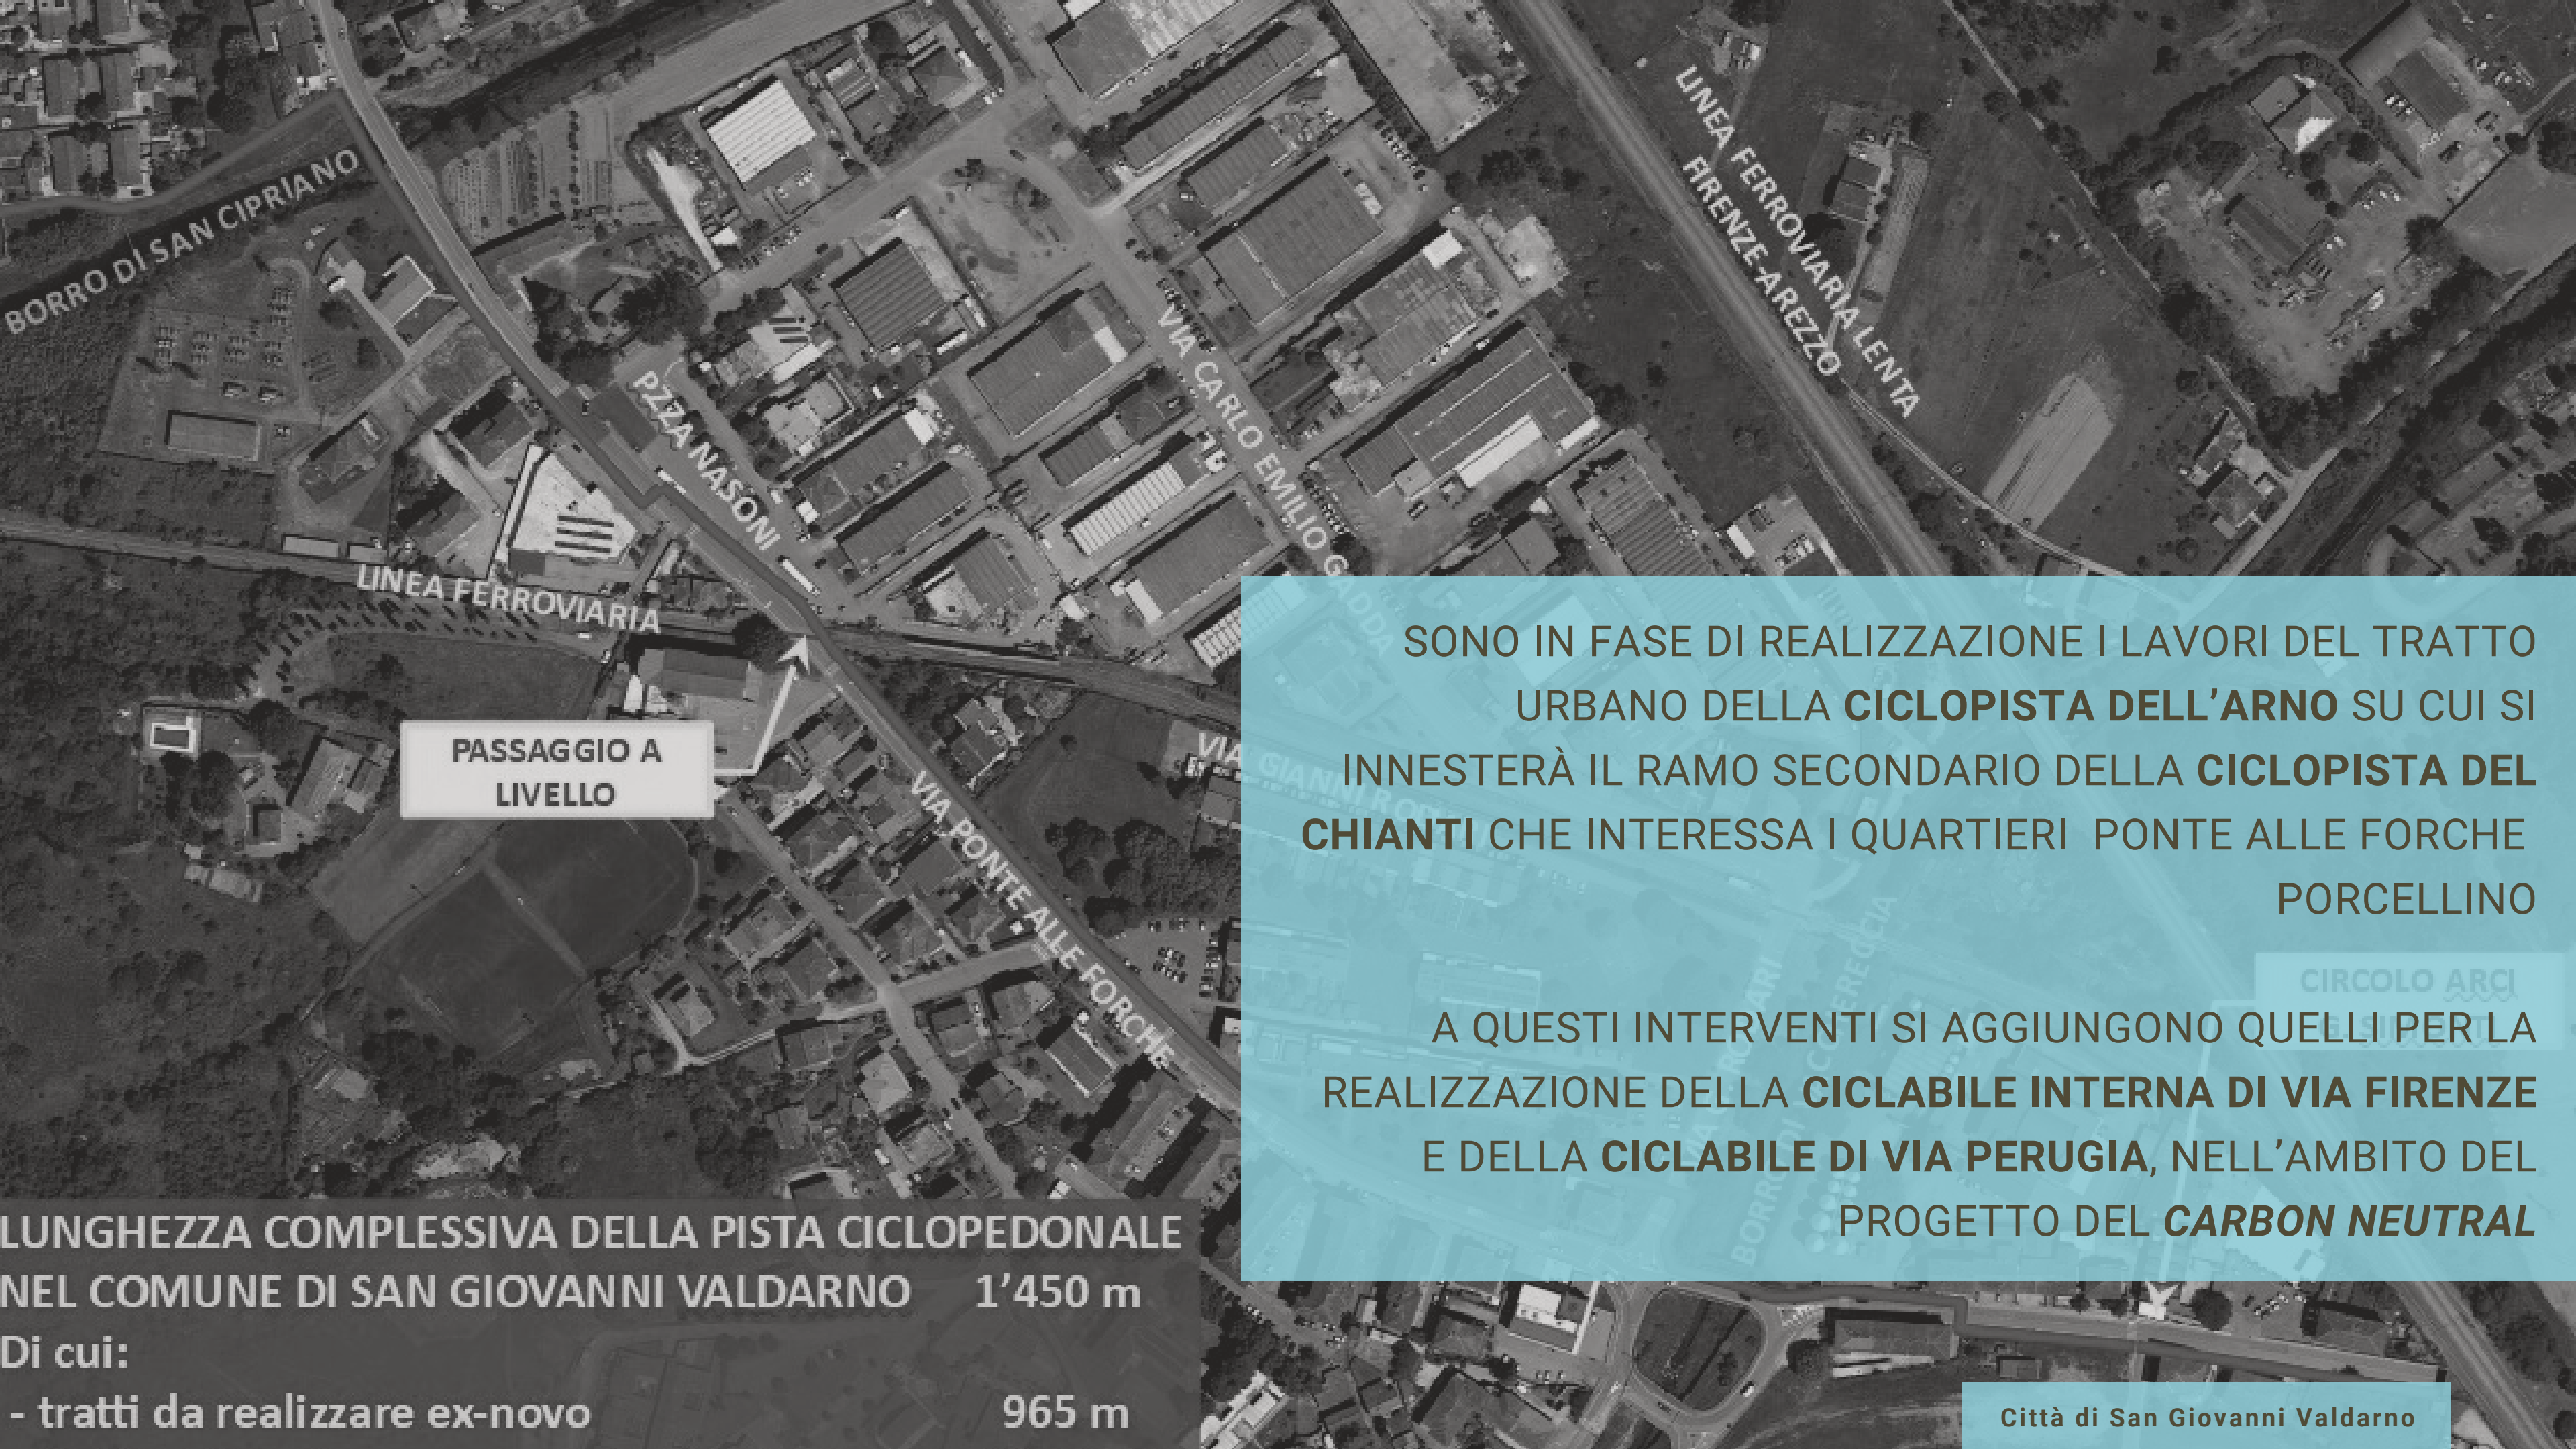 BORRO DI SAN CIPRIANO
LINEA FERROVIARIA LENTA
FIRENZE-AREZZO
P.ZZA NASONI
VIA CARLO EMILIO GADDA
LINEA FERROVIARIA
PASSAGGIO A
LIVELLO
VIA PONTE ALLE FORCHE
VIA GIANNI
SONO IN FASE DI REALIZZAZIONE I LAVORI DEL TRATTO
URBANO DELLA CICLOPISTA DELL’ARNO SU CUI SI
INNESTERÀ IL RAMO SECONDARIO DELLA CICLOPISTA DEL
CHIANTI CHE INTERESSA I QUARTIERI PONTE ALLE FORCHE
PORCELLINO
CIRCOLO ARCI
A QUESTI INTERVENTI SI AGGIUNGONO QUELLI PER LA
REALIZZAZIONE DELLA CICLABILE INTERNA DI VIA FIRENZE
E DELLA CICLABILE DI VIA PERUGIA, NELL’AMBITO DEL
PROGETTO DEL CARBON NEUTRAL
BORRO DI
LUNGHEZZA COMPLESSIVA DELLA PISTA CICLOPEDONALE
NEL COMUNE DI SAN GIOVANNI VALDARNO 1’450 m
Di cui:
- tratti da realizzare ex-novo 965 m
Città di San Giovanni Valdarno